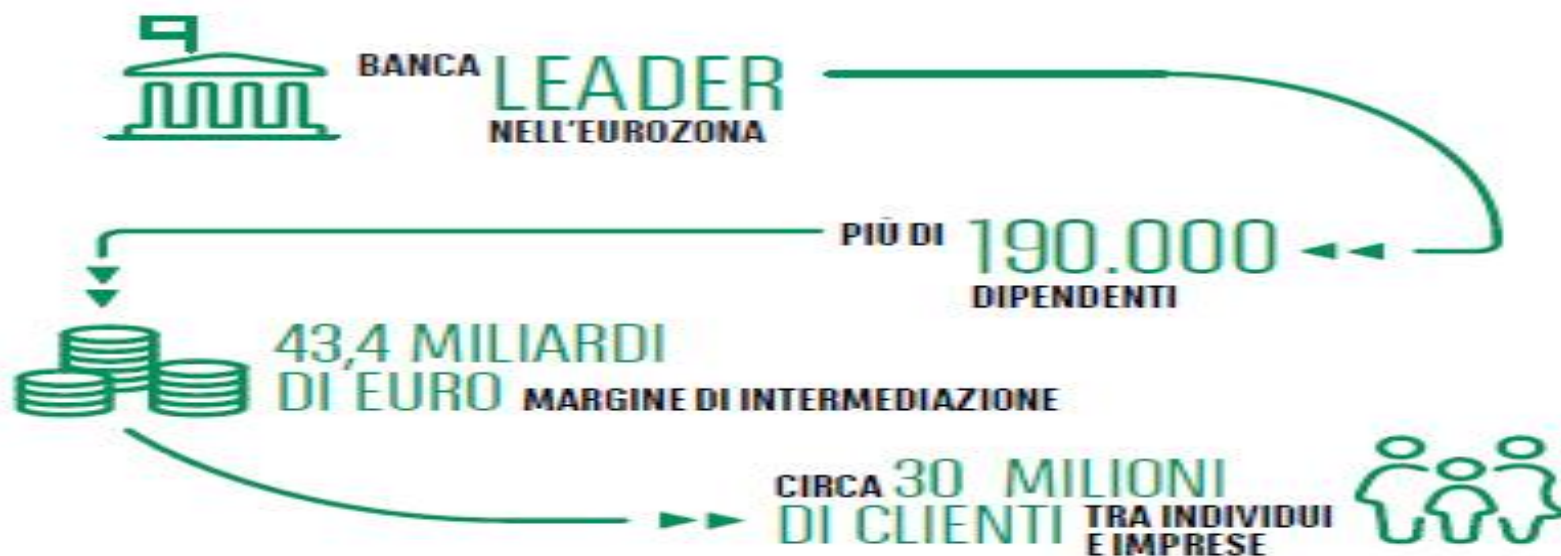 BANCA LEADER
NELL'EUROZONA
PIÙ DI 190.000
DIPENDENTI
43,4 MILIARDI
DI EURO MARGINE DI INTERMEDIAZIONE
CIRCA 30 MILIONI
DI CLIENTI TRA INDIVIDUI
E IMPRESE